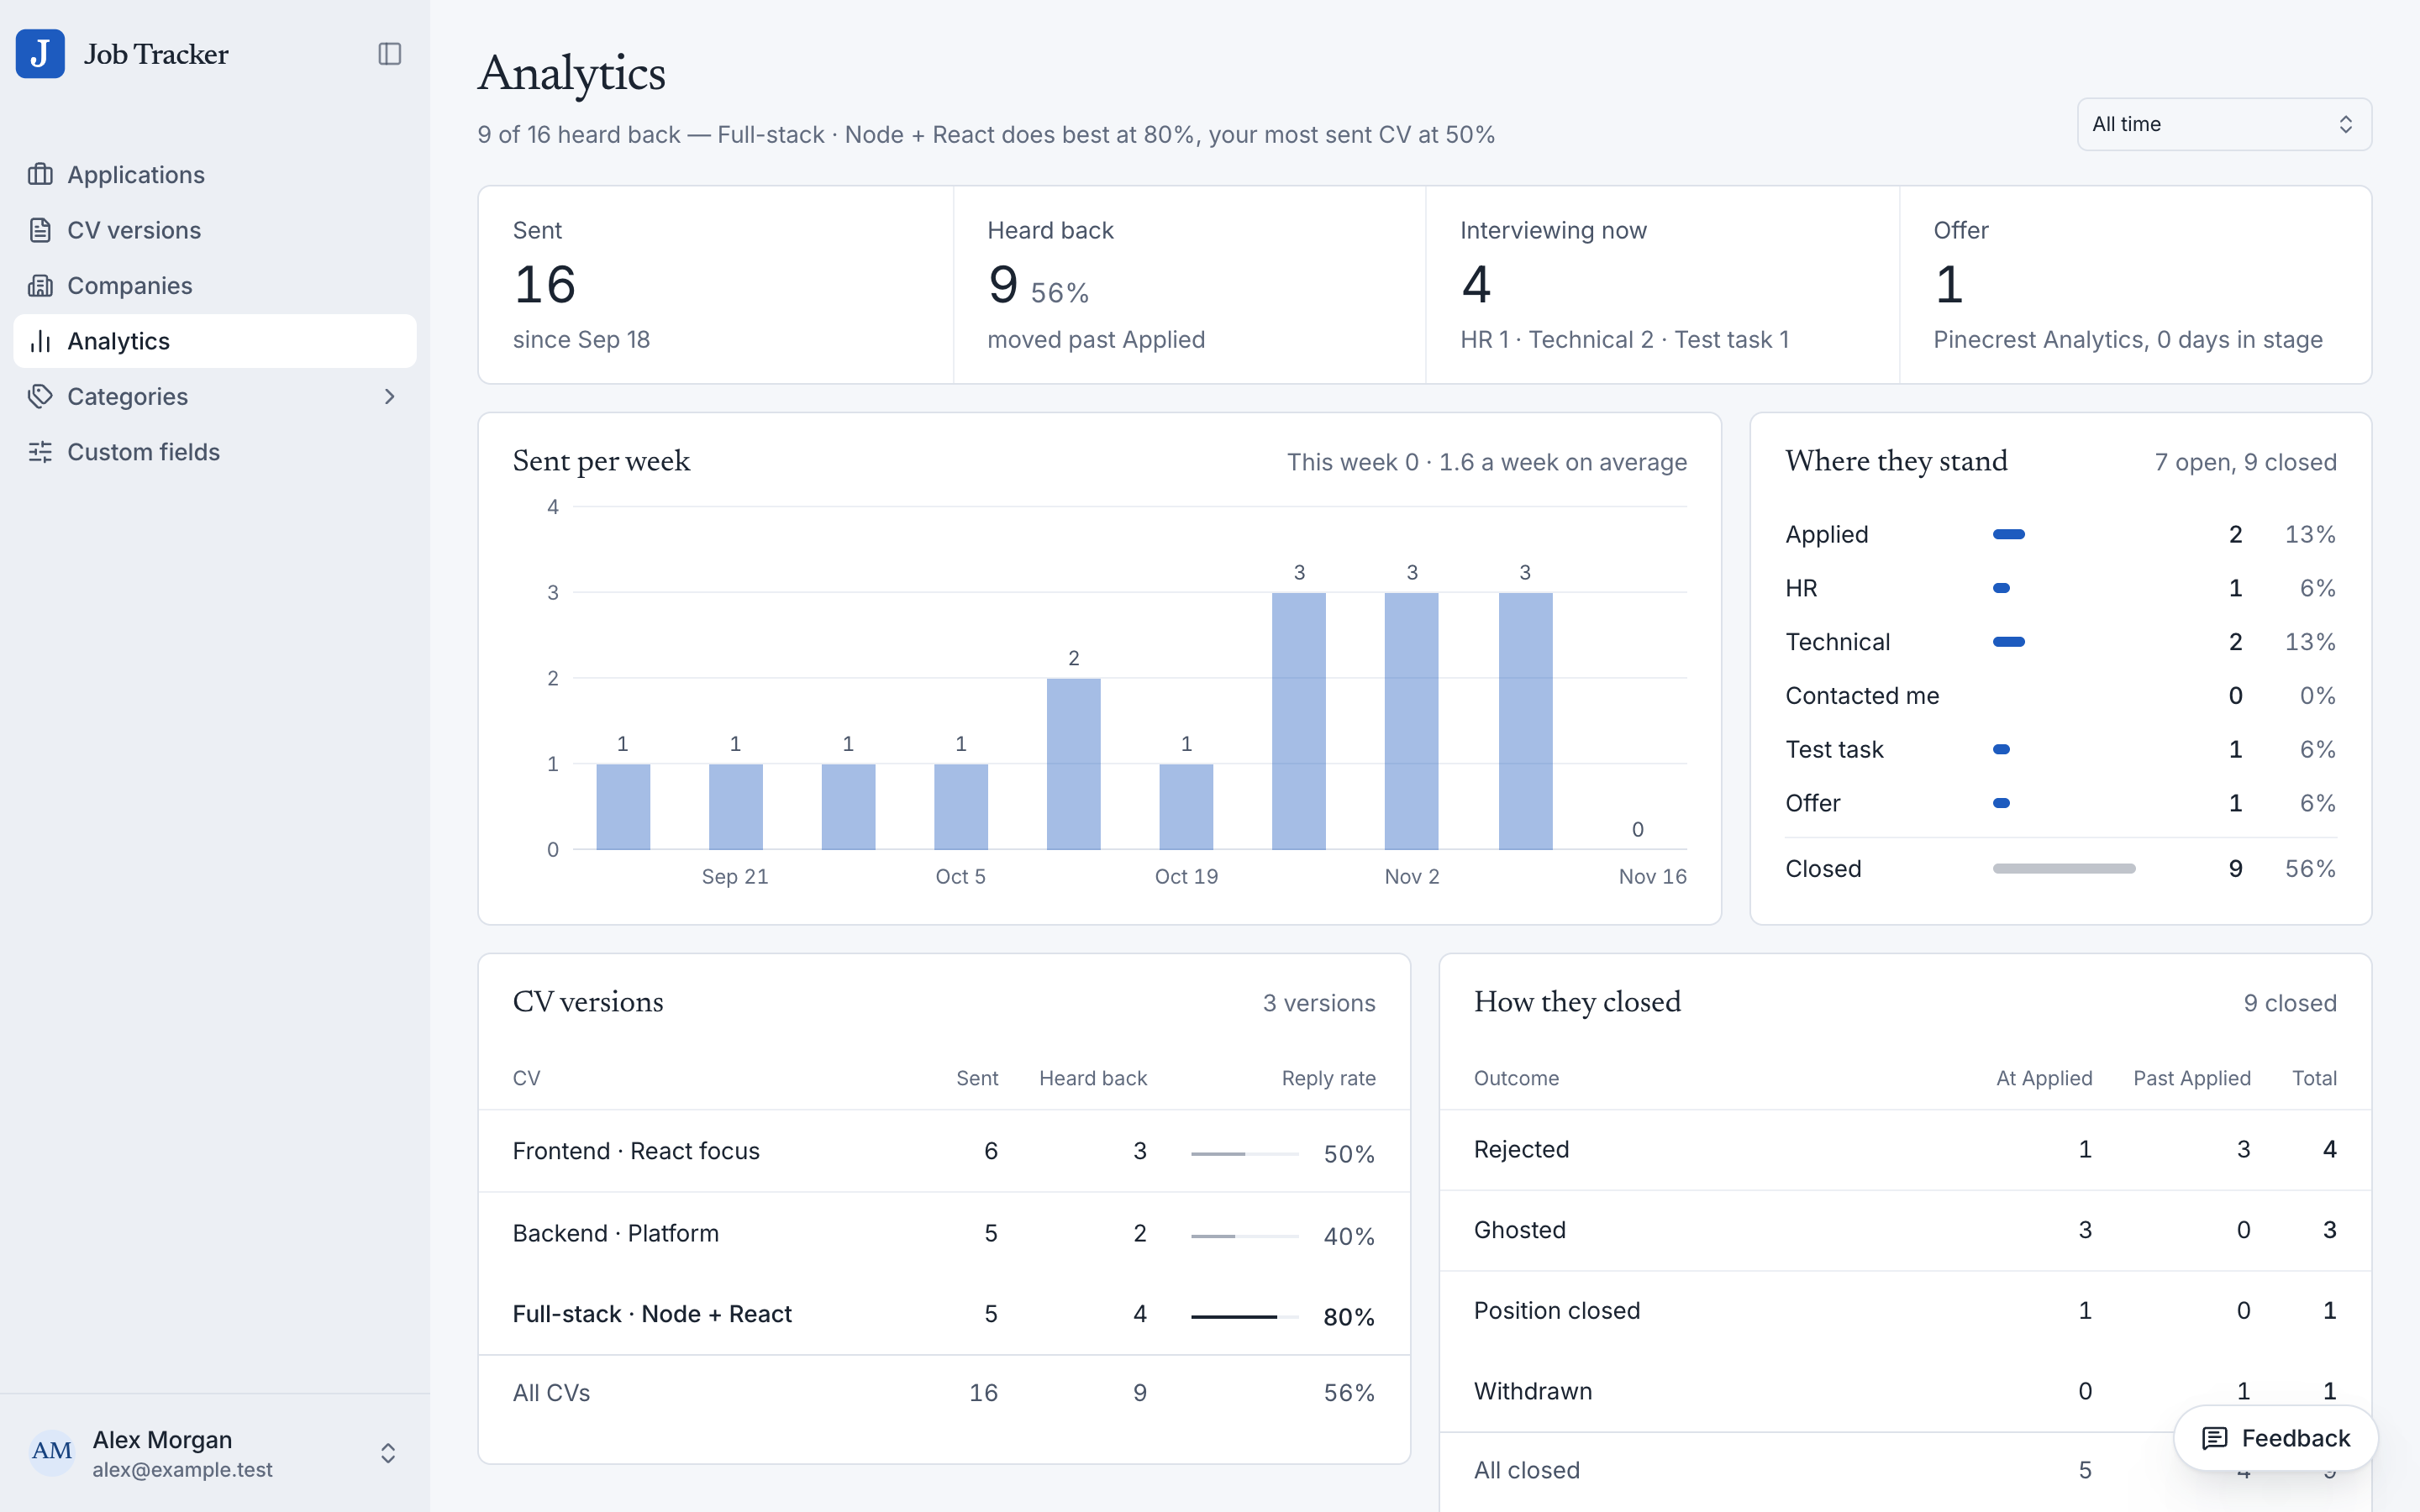 J Job Tracker
Applications
CV versions
Companies
Analytics
Categories
Custom fields
AM
Alex Morgan
alex@example.test
Analytics
9 of 16 heard back — Full-stack · Node + React does best at 80%, your most sent CV at 50%
All time
Sent
16
since Sep 18
Heard back
9 56%
moved past Applied
Interviewing now
4
HR 1 · Technical 2 · Test task 1
Offer
1
Pinecrest Analytics, 0 days in stage
Sent per week
This week 0 · 1.6 a week on average
4
3
2
1
0
1 1 1 1 2 1 3 3 3 0
Sep 21 Oct 5 Oct 19 Nov 2 Nov 16
Where they stand
7 open, 9 closed
Applied 2 13%
HR 1 6%
Technical 2 13%
Contacted me 0 0%
Test task 1 6%
Offer 1 6%
Closed 9 56%
CV versions
3 versions
CV Sent Heard back Reply rate
Frontend · React focus 6 3 50%
Backend · Platform 5 2 40%
Full-stack · Node + React 5 4 80%
All CVs 16 9 56%
How they closed
9 closed
Outcome At Applied Past Applied Total
Rejected 1 3 4
Ghosted 3 0 3
Position closed 1 0 1
Withdrawn 0 1 1
All closed 5
Feedback